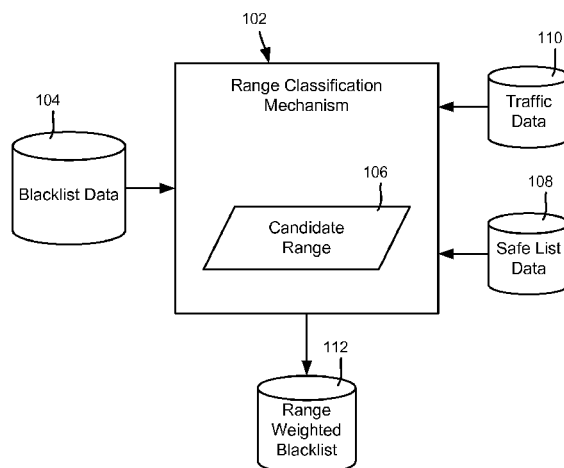 102
110
Range Classification
Mechanism
Traffic
Data
104
Blacklist Data
106
Candidate
Range
108
Safe List
Data
112
Range
Weighted
Blacklist